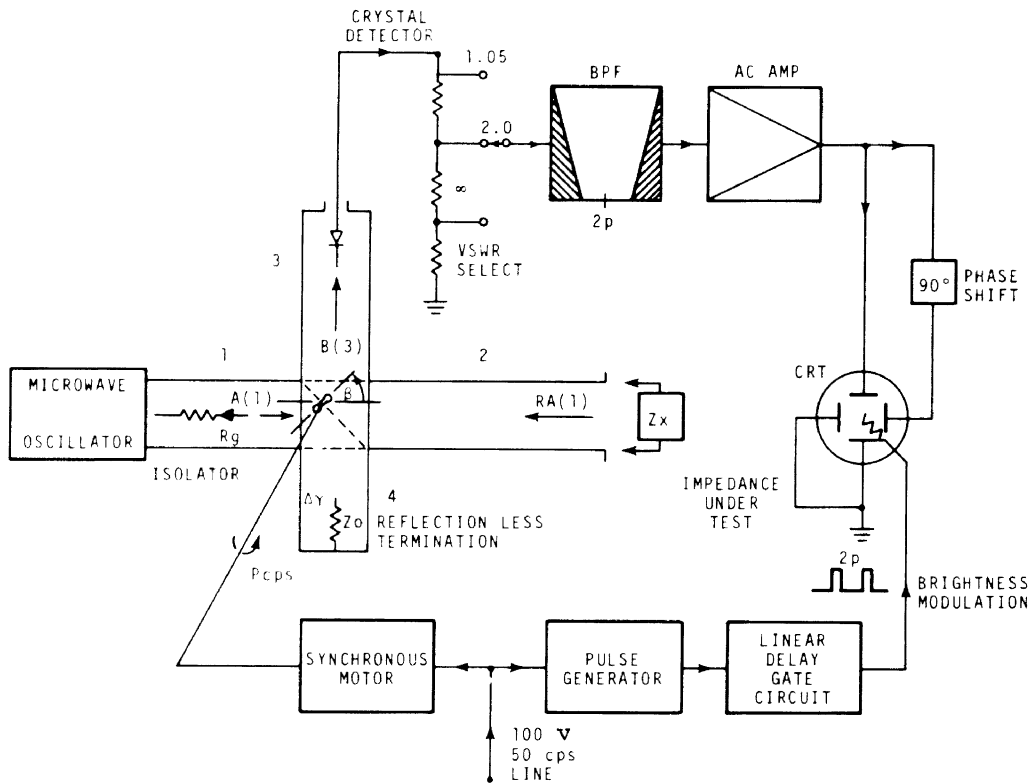 CRYSTAL
DETECTOR
1.05
BPF
AC AMP
2.0
∞
2p
VSWR
SELECT
3
90°
PHASE
SHIFT
B(3)
1
2
CRT
MICROWAVE
OSCILLATOR
A(1)
β
RA(1)
Zx
Rg
ISOLATOR
IMPEDANCE
UNDER
TEST
ΔY
4
Zo
REFLECTION LESS
TERMINATION
Pcps
2p
BRIGHTNESS
MODULATION
SYNCHRONOUS
MOTOR
PULSE
GENERATOR
LINEAR
DELAY
GATE
CIRCUIT
100 V
50 cps
LINE